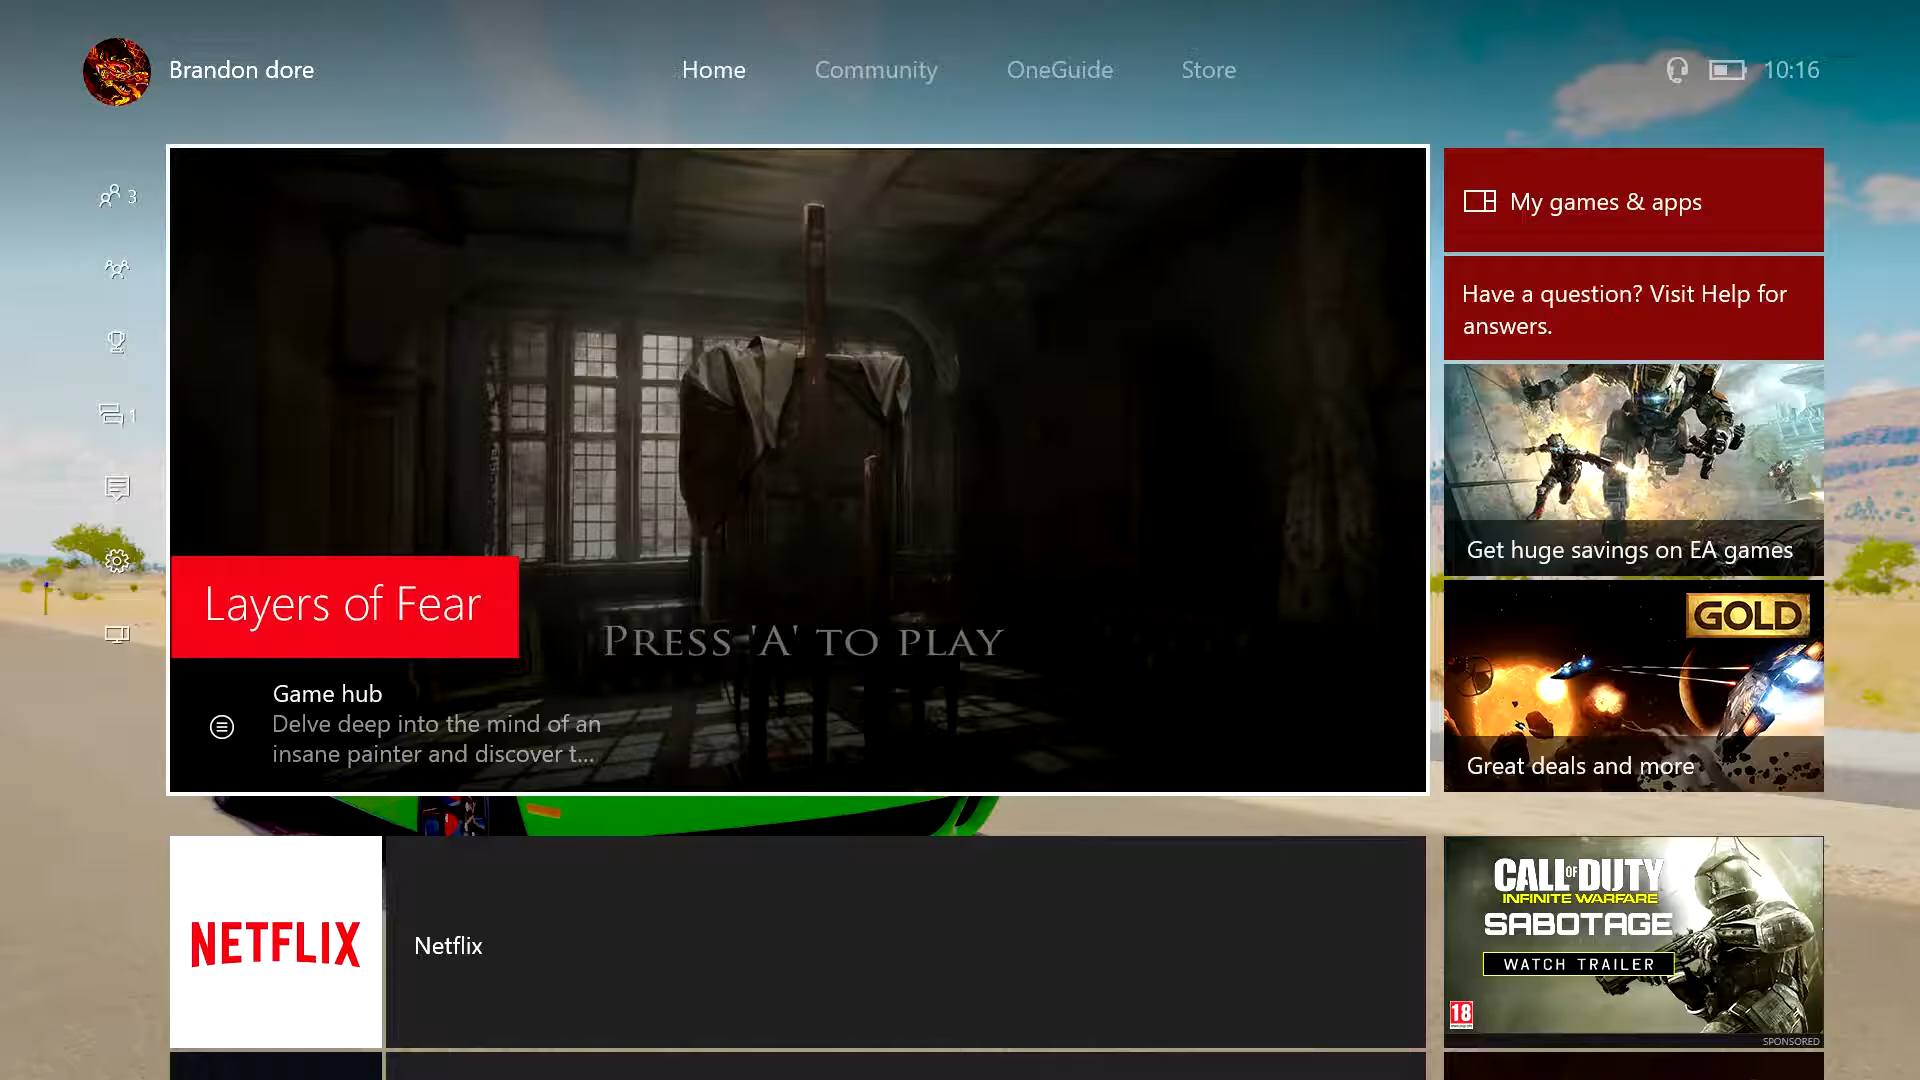 Brandon dore
Home
Community
OneGuide
Store
10:16
3
1
PRESS 'A' TO PLAY
Layers of Fear
Game hub
Delve deep into the mind of an
insane painter and discover t...
My games & apps
Have a question? Visit Help for
answers.
Get huge savings on EA games
GOLD
Great deals and more
NETFLIX
Netflix
CALL OF DUTY
INFINITE WARFARE
SABOTAGE
WATCH TRAILER
18
SPONSORED